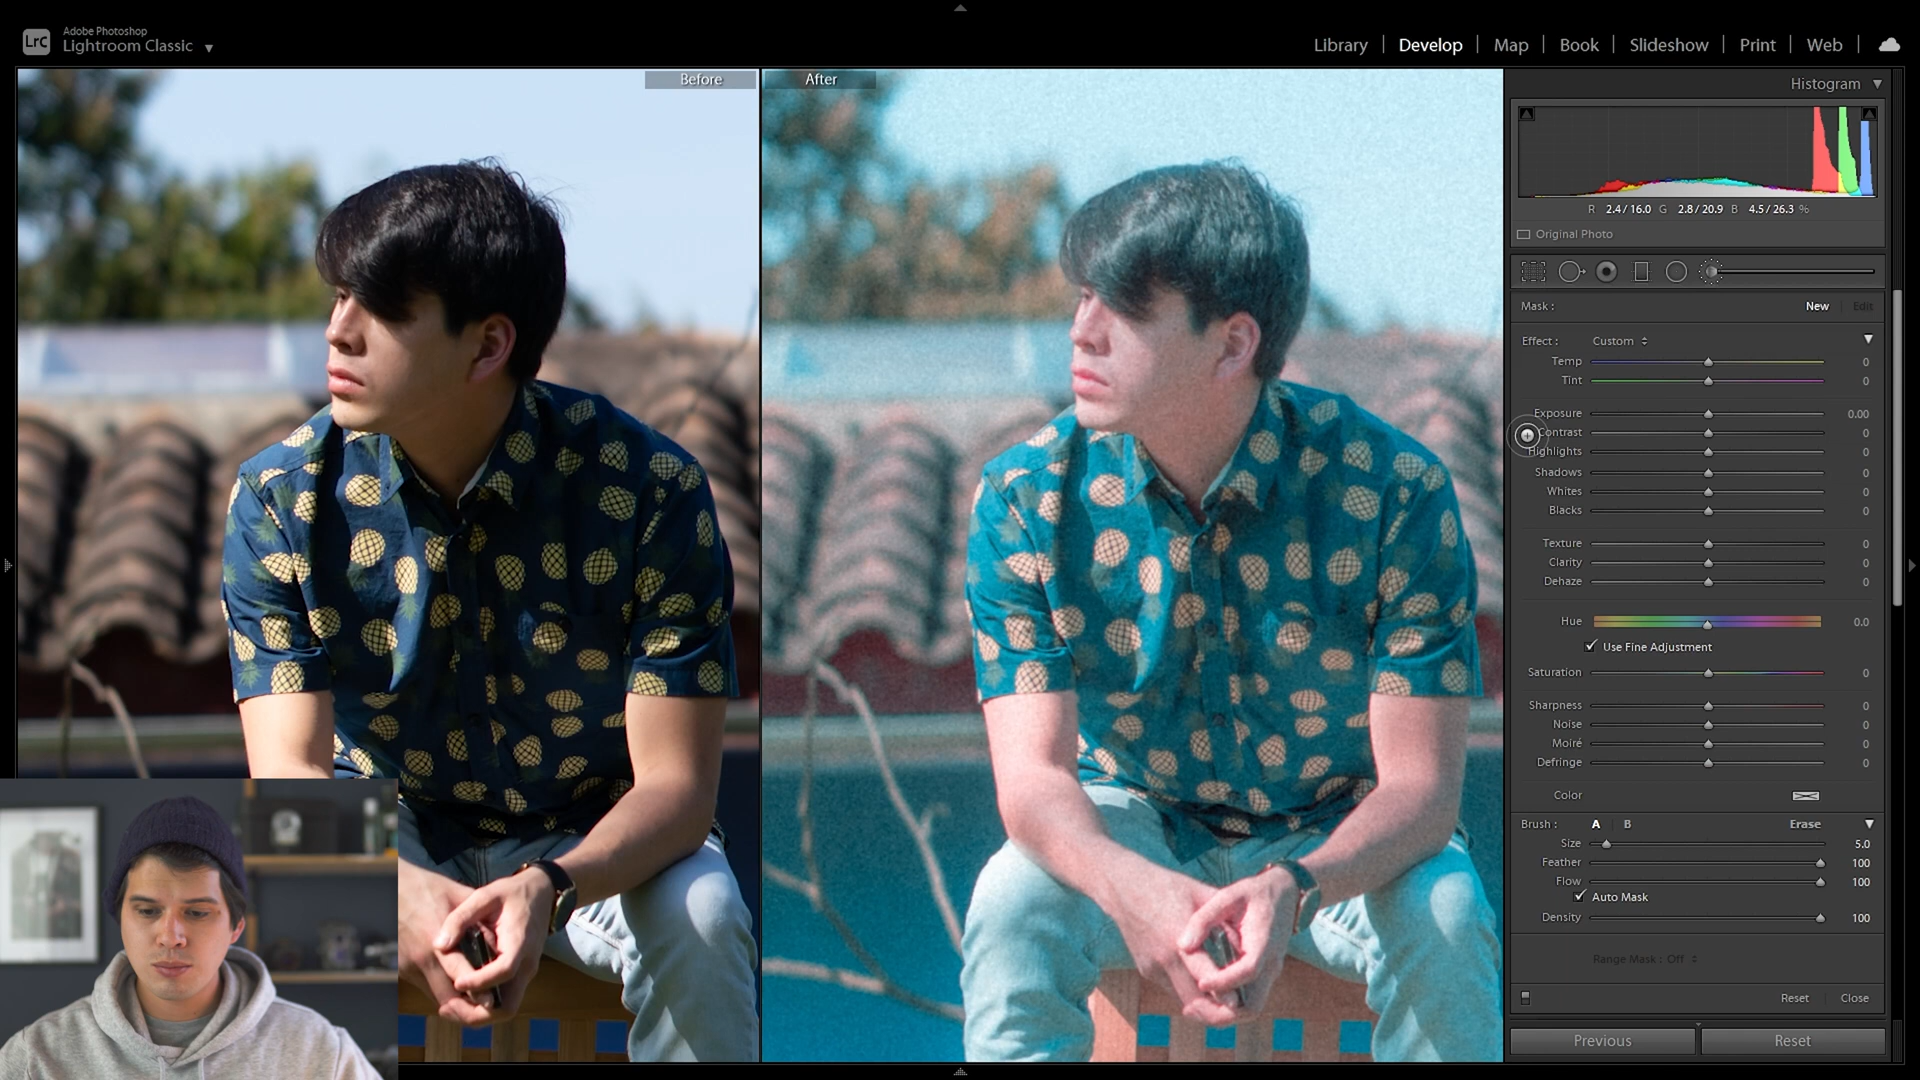 LrC
Adobe Photoshop
Lightroom Classic
Library | Develop | Map | Book | Slideshow | Print | Web
Before
After
Histogram
R 2.4 / 16.0 G 2.8 / 20.9 B 4.5 / 26.3 %
Original Photo
Mask : New Edit
Effect : Custom
Temp 0
Tint 0
Exposure 0.00
Contrast 0
Highlights 0
Shadows 0
Whites 0
Blacks 0
Texture 0
Clarity 0
Dehaze 0
Hue 0.0
Use Fine Adjustment
Saturation 0
Sharpness 0
Noise 0
Moiré 0
Defringe 0
Color
Brush : A | B Erase
Size 5.0
Feather 100
Flow 100
Auto Mask
Density 100
Range Mask : Off
Reset Close
Previous Reset